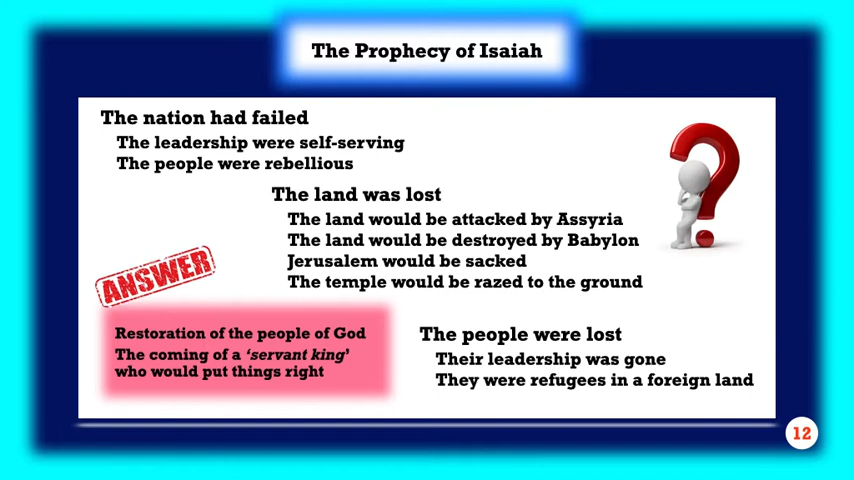 The Prophecy of Isaiah
The nation had failed
The leadership were self-serving
The people were rebellious
The land was lost
The land would be attacked by Assyria
The land would be destroyed by Babylon
Jerusalem would be sacked
The temple would be razed to the ground
ANSWER
Restoration of the people of God
The coming of a ‘servant king’
who would put things right
The people were lost
Their leadership was gone
They were refugees in a foreign land
12